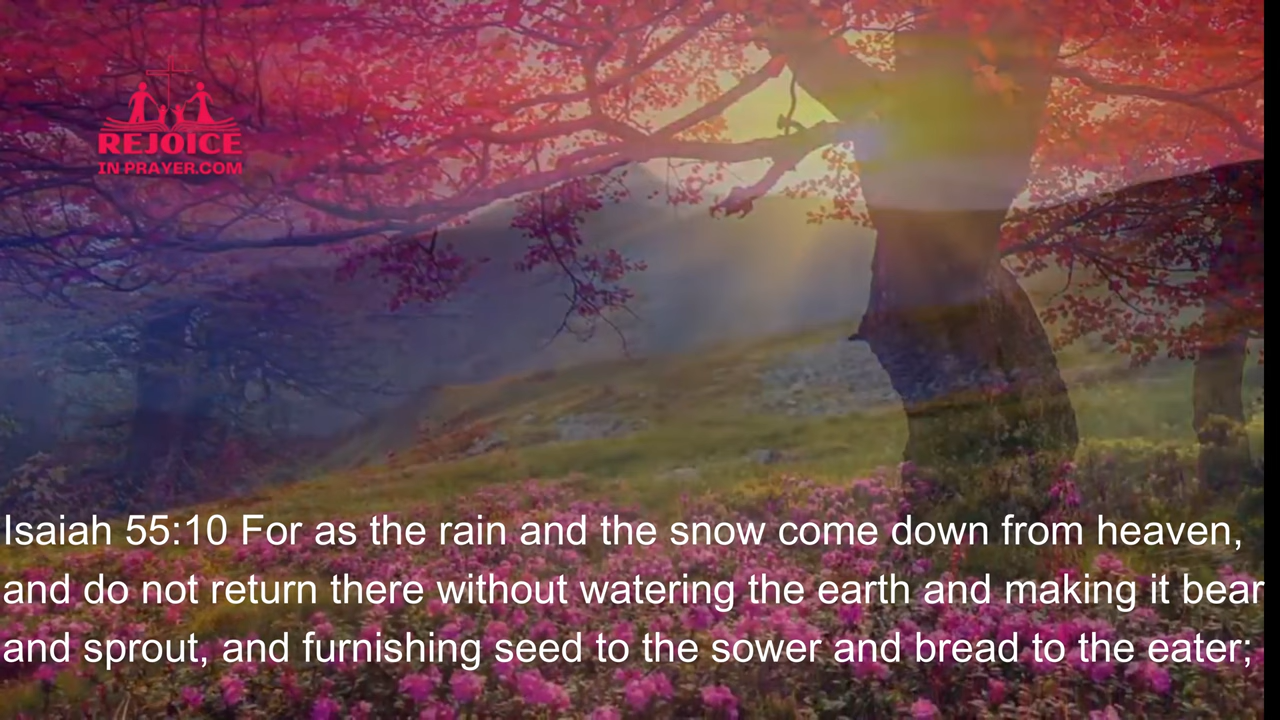 REJOICE
IN PRAYER.COM
Isaiah 55:10 For as the rain and the snow come down from heaven,
and do not return there without watering the earth and making it bear
and sprout, and furnishing seed to the sower and bread to the eater;